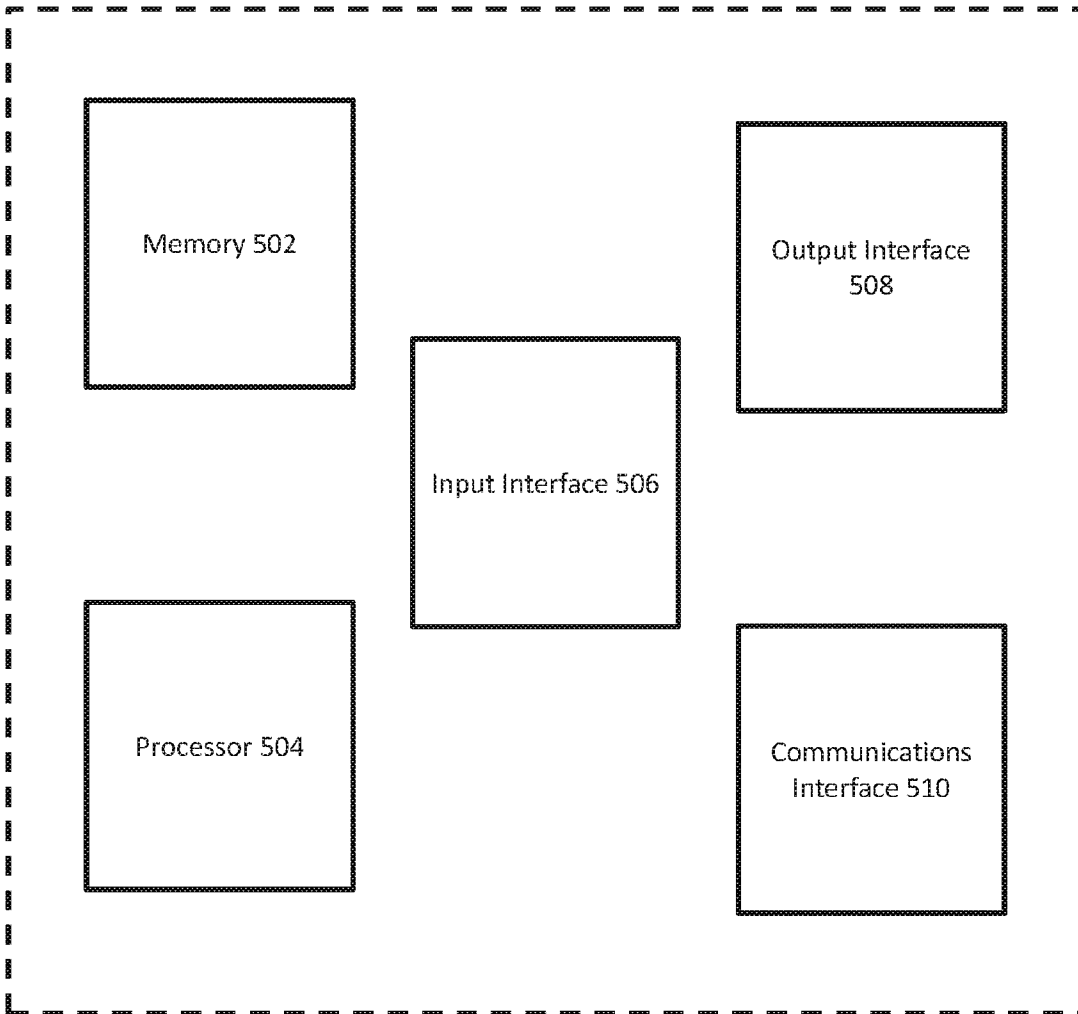 Memory 502
Output Interface
508
Input Interface 506
Processor 504
Communications
Interface 510